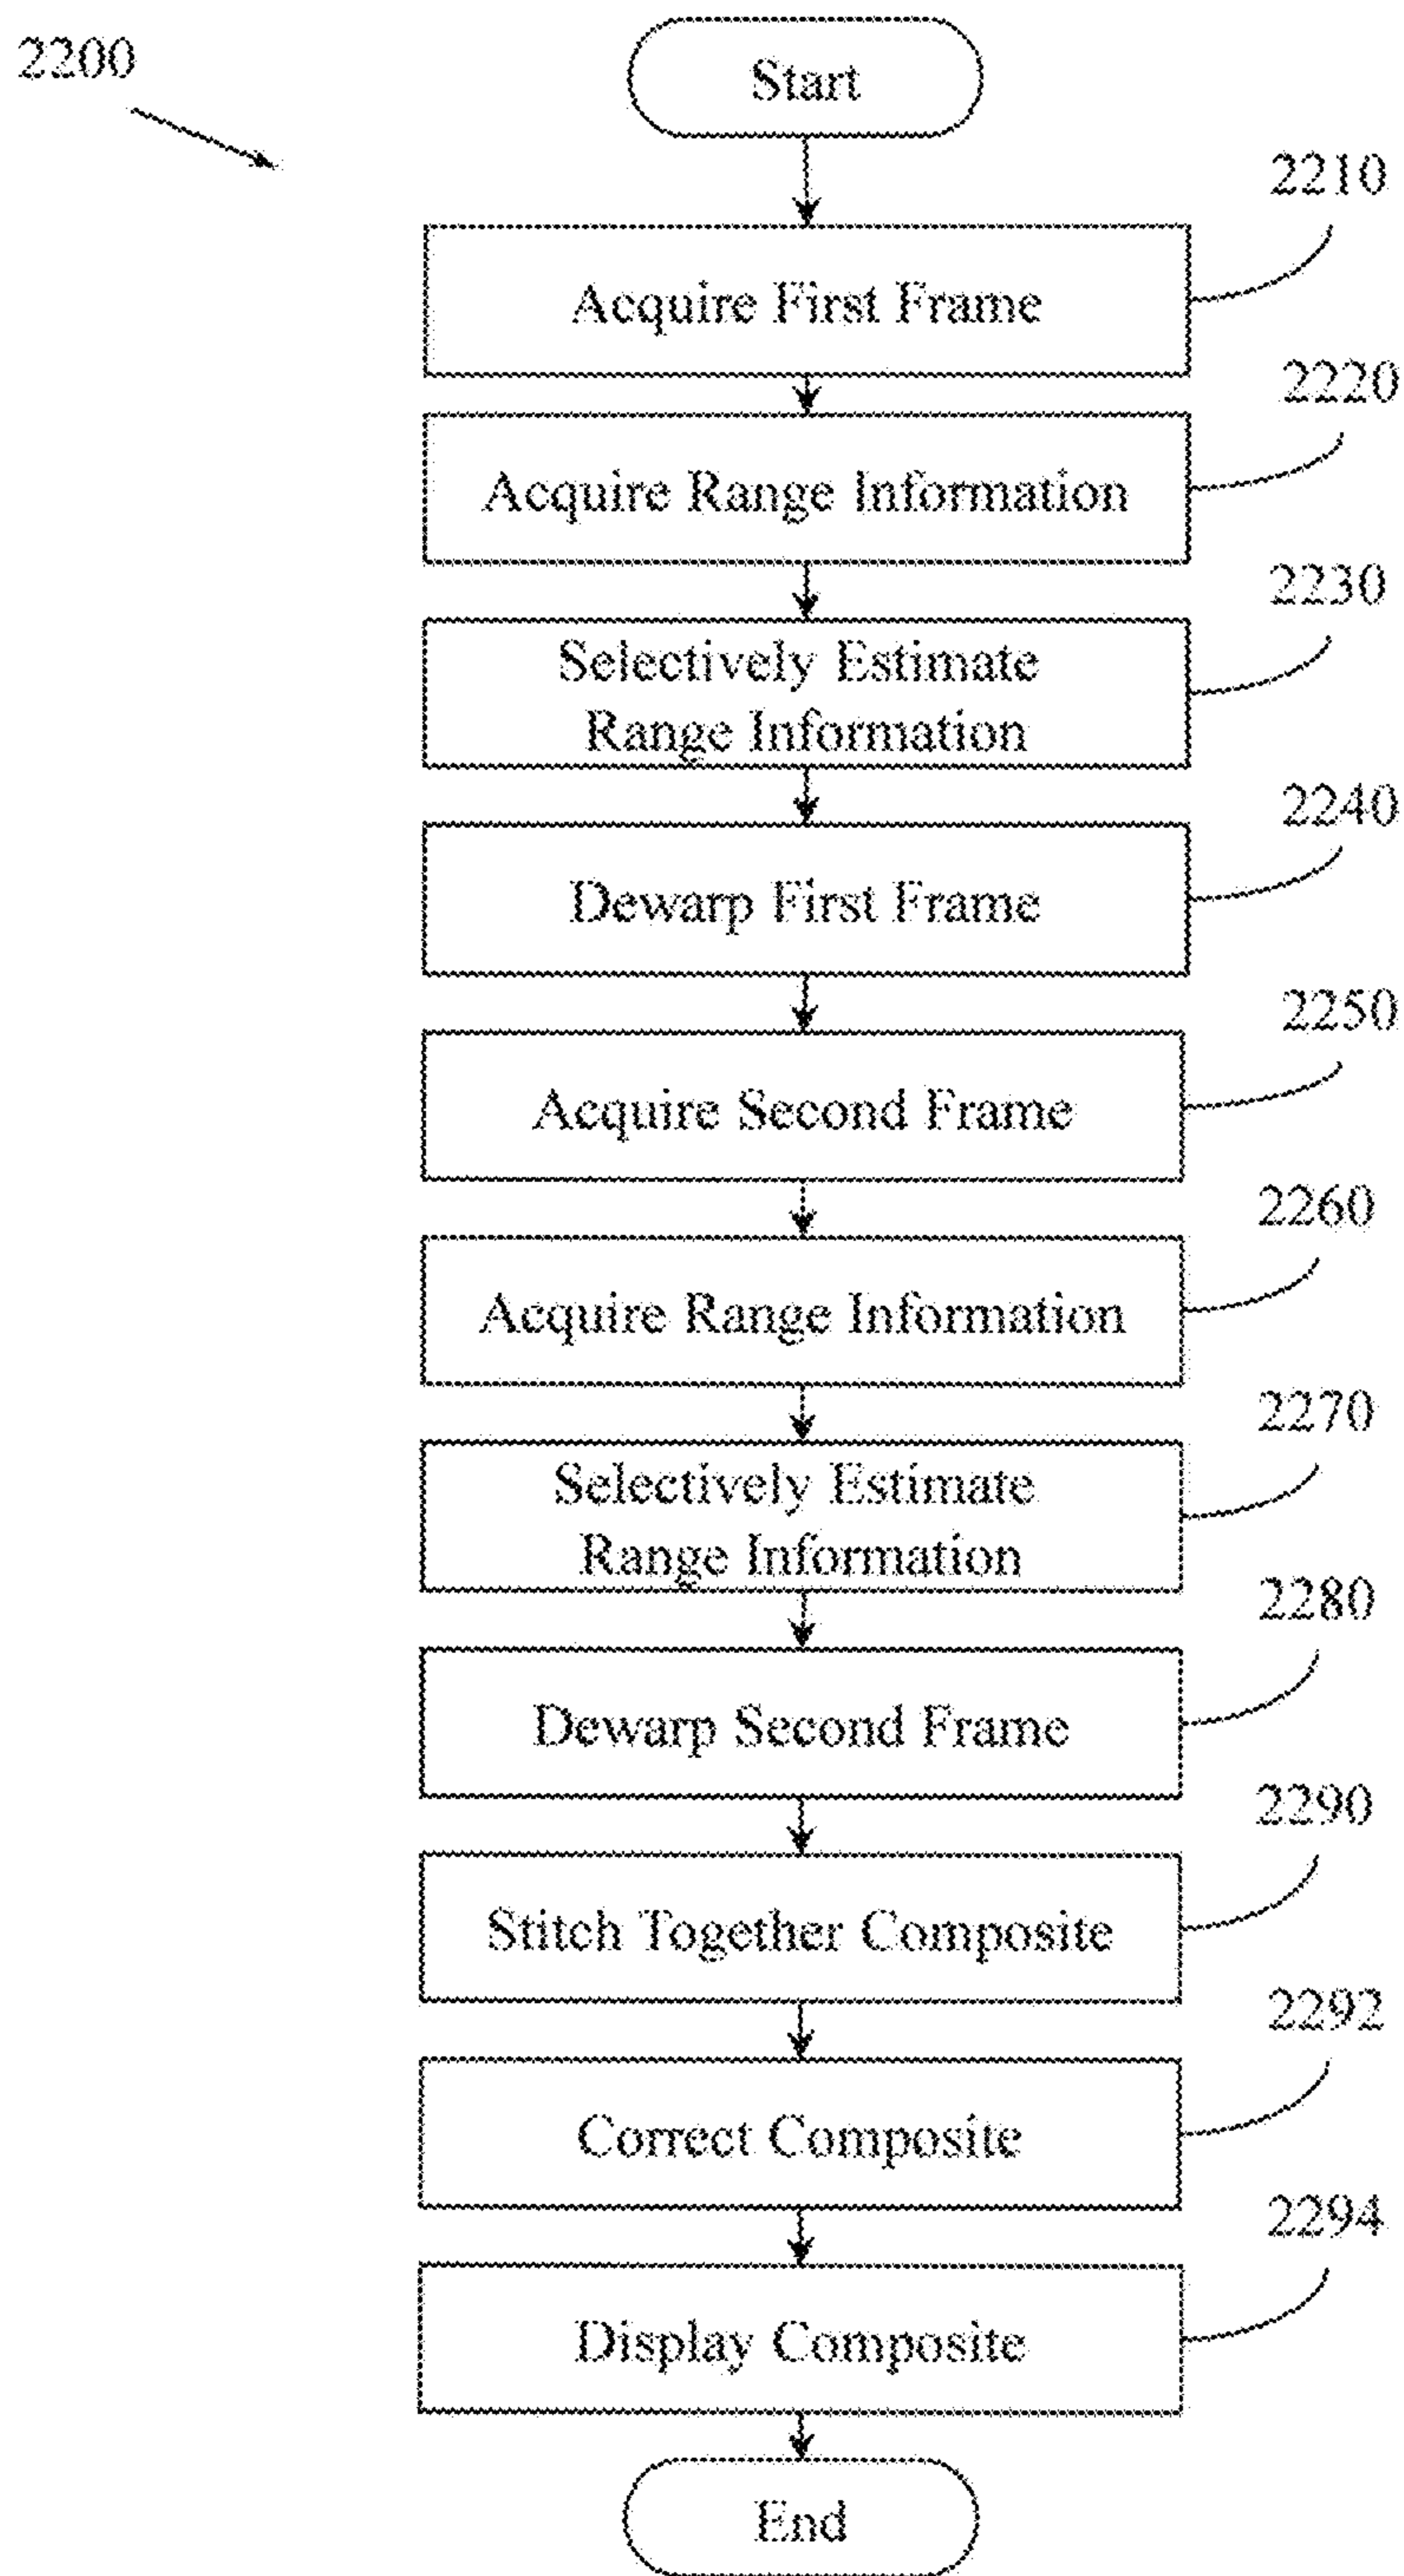 2200
Start
2210
Acquire First Frame
2220
Acquire Range Information
2230
Selectively Estimate
Range Information
2240
Dewarp First Frame
2250
Acquire Second Frame
2260
Acquire Range Information
2270
Selectively Estimate
Range Information
2280
Dewarp Second Frame
2290
Stitch Together Composite
2292
Correct Composite
2294
Display Composite
End